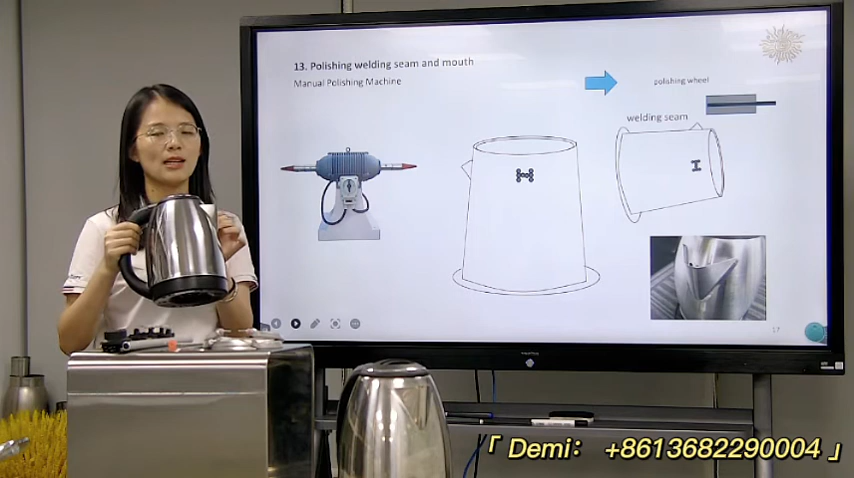 13. Polishing welding seam and mouth
Manual Polishing Machine
polishing wheel
welding seam
17
「 Demi： +8613682290004 」